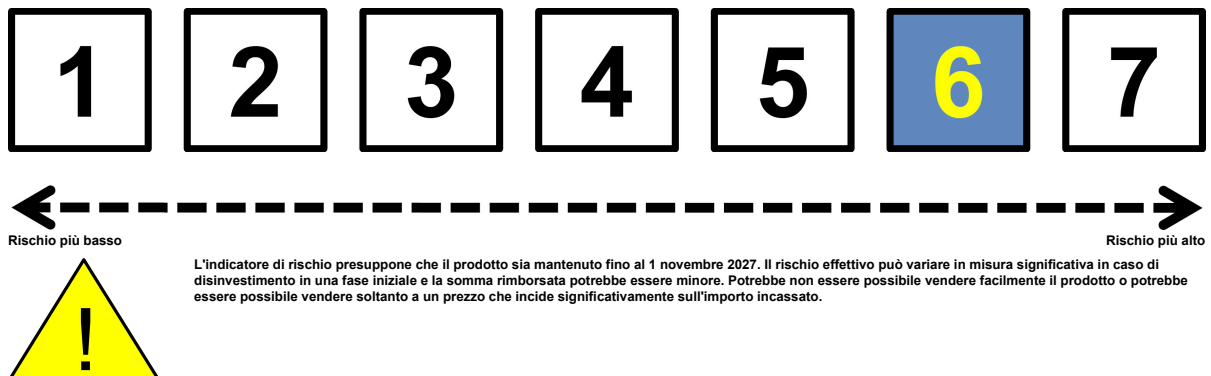 1 2 3 4 5 6 7
Rischio più basso Rischio più alto
L'indicatore di rischio presuppone che il prodotto sia mantenuto fino al 1 novembre 2027. Il rischio effettivo può variare in misura significativa in caso di
disinvestimento in una fase iniziale e la somma rimborsata potrebbe essere minore. Potrebbe non essere possibile vendere facilmente il prodotto o potrebbe
essere possibile vendere soltanto a un prezzo che incide significativamente sull'importo incassato.
!